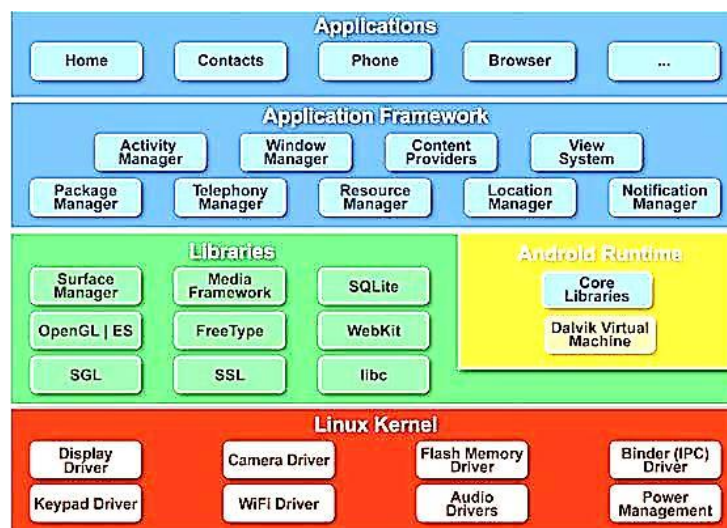 Applications
Home Contacts Phone Browser ...
Application Framework
Activity Manager Window Manager Content Providers View System
Package Manager Telephony Manager Resource Manager Location Manager Notification Manager
Libraries
Surface Manager Media Framework SQLite
OpenGL | ES FreeType WebKit
SGL SSL libc
Android Runtime
Core Libraries
Dalvik Virtual Machine
Linux Kernel
Display Driver Camera Driver Flash Memory Driver Binder (IPC) Driver
Keypad Driver WiFi Driver Audio Drivers Power Management